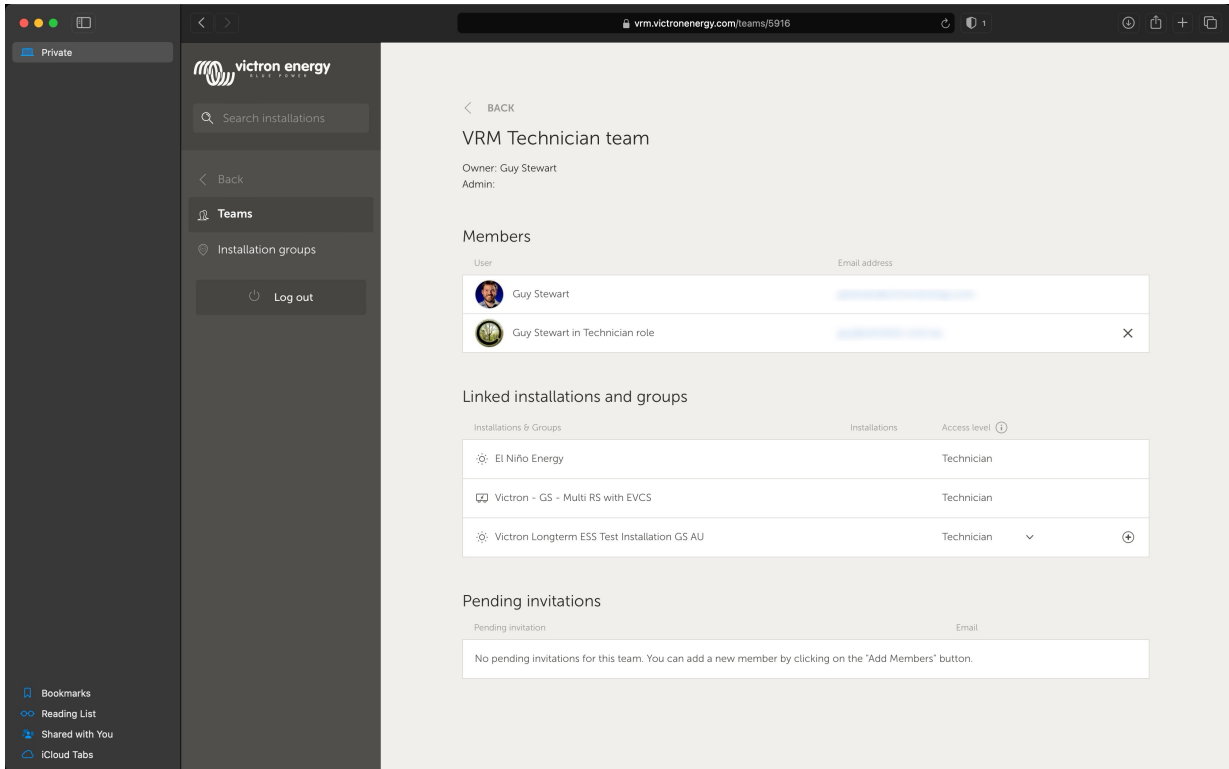 vrm.victronenergy.com/teams/5916
1
Private
victron energy
BLUE POWER
Search installations
Back
Teams
Installation groups
Log out
BACK
VRM Technician team
Owner: Guy Stewart
Admin:
Members
User Email address
Guy Stewart
Guy Stewart in Technician role
Linked installations and groups
Installations & Groups Installations Access level i
El Niño Energy Technician
Victron - GS - Multi RS with EVCS Technician
Victron Longterm ESS Test Installation GS AU Technician
Pending invitations
Pending invitation Email
No pending invitations for this team. You can add a new member by clicking on the "Add Members" button.
Bookmarks
Reading List
Shared with You
iCloud Tabs